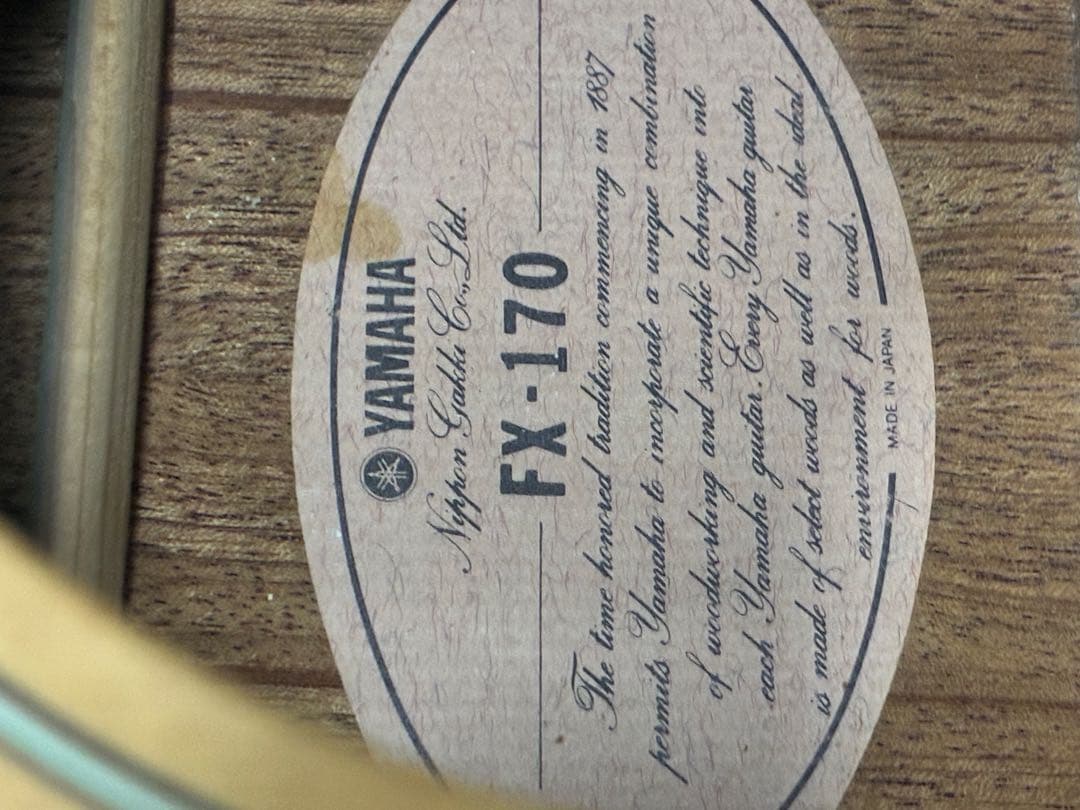 YAMAHA
Nippon Gakki Co., Ltd.
FX-170
The time honored tradition commencing in 1887
permits Yamaha to incorporate a unique combination
of woodworking and scientific technique into
each Yamaha guitar. Every Yamaha guitar
is made of select woods as well as in the ideal
environment for woods.
MADE IN JAPAN